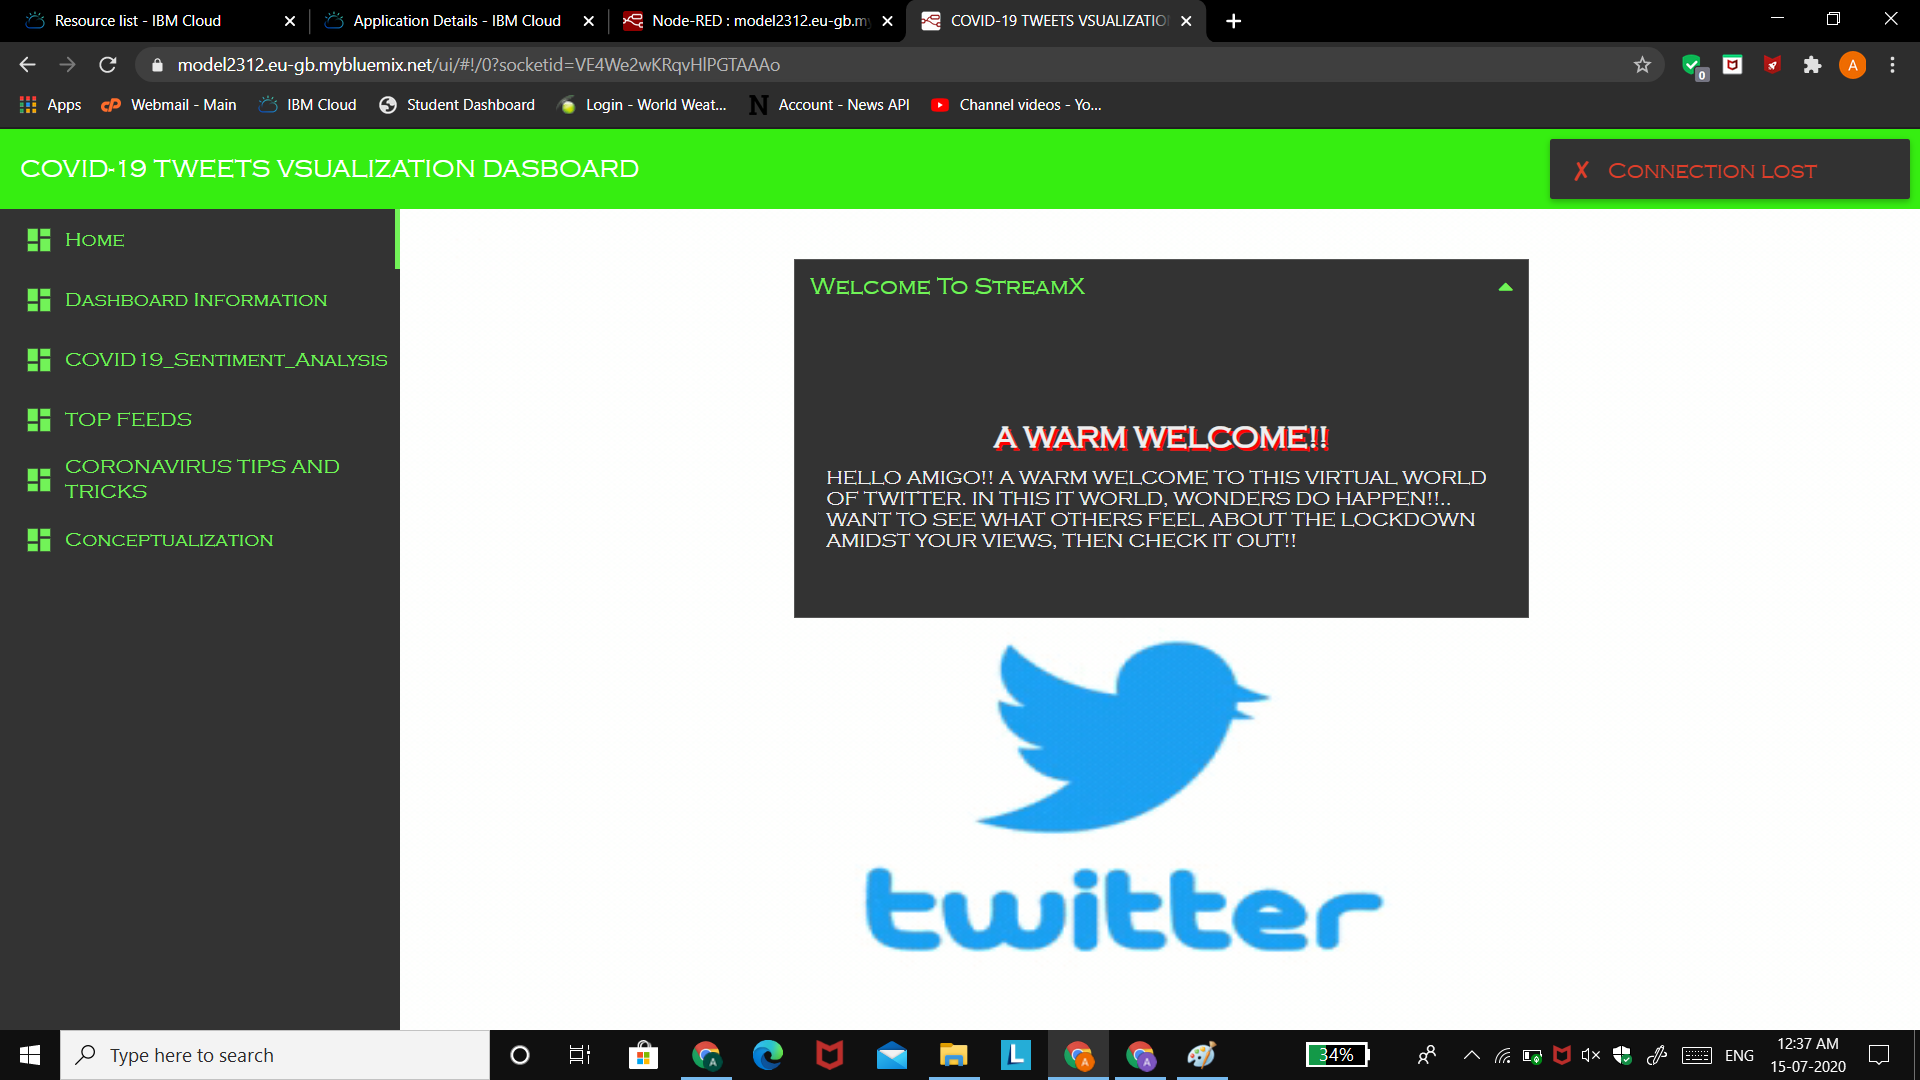 Resource list - IBM Cloud
Application Details - IBM Cloud
Node-RED : model2312.eu-gb.my
COVID-19 TWEETS VSUALIZATIO
model2312.eu-gb.mybluemix.net/ui/#!/0?socketid=VE4We2wKRqvHlPGTAAAo
0
A
Apps
Webmail - Main
IBM Cloud
Student Dashboard
Login - World Weat...
N
Account - News API
Channel videos - Yo...
COVID-19 TWEETS VSUALIZATION DASBOARD
✗ Connection lost
Home
Dashboard Information
COVID19_Sentiment_Analysis
TOP FEEDS
CORONAVIRUS TIPS AND
TRICKS
Conceptualization
Welcome To StreamX
A WARM WELCOME!!
HELLO AMIGO!! A WARM WELCOME TO THIS VIRTUAL WORLD
OF TWITTER. IN THIS IT WORLD, WONDERS DO HAPPEN!!..
WANT TO SEE WHAT OTHERS FEEL ABOUT THE LOCKDOWN
AMIDST YOUR VIEWS, THEN CHECK IT OUT!!
twitter
Type here to search
A
L
A
A
34%
ENG
12:37 AM
15-07-2020